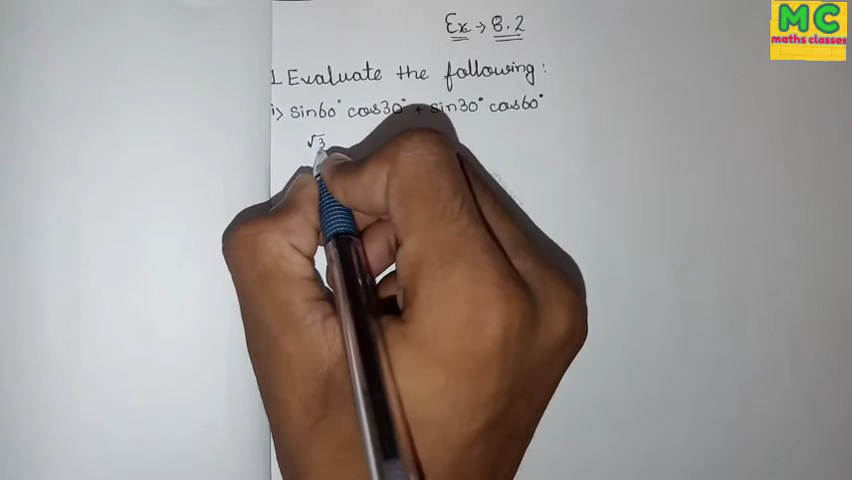 Ex → 8.2
MC
maths classes
1 Evaluate the following:
i> sin60° cos30° + sin30° cos60°
√3